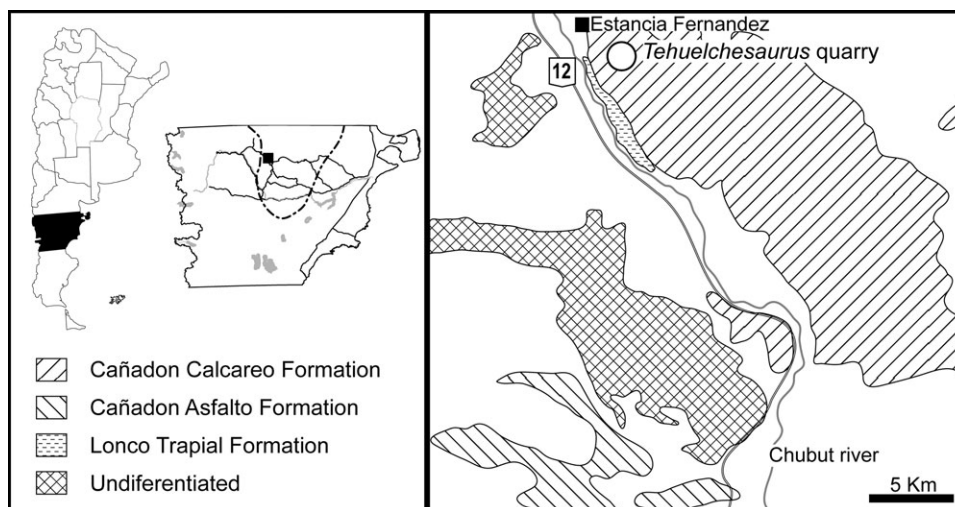 Cañadon Calcareo Formation
Cañadon Asfalto Formation
Lonco Trapial Formation
Undiferentiated
Estancia Fernandez
Tehuelchesaurus quarry
12
Chubut river
5 Km